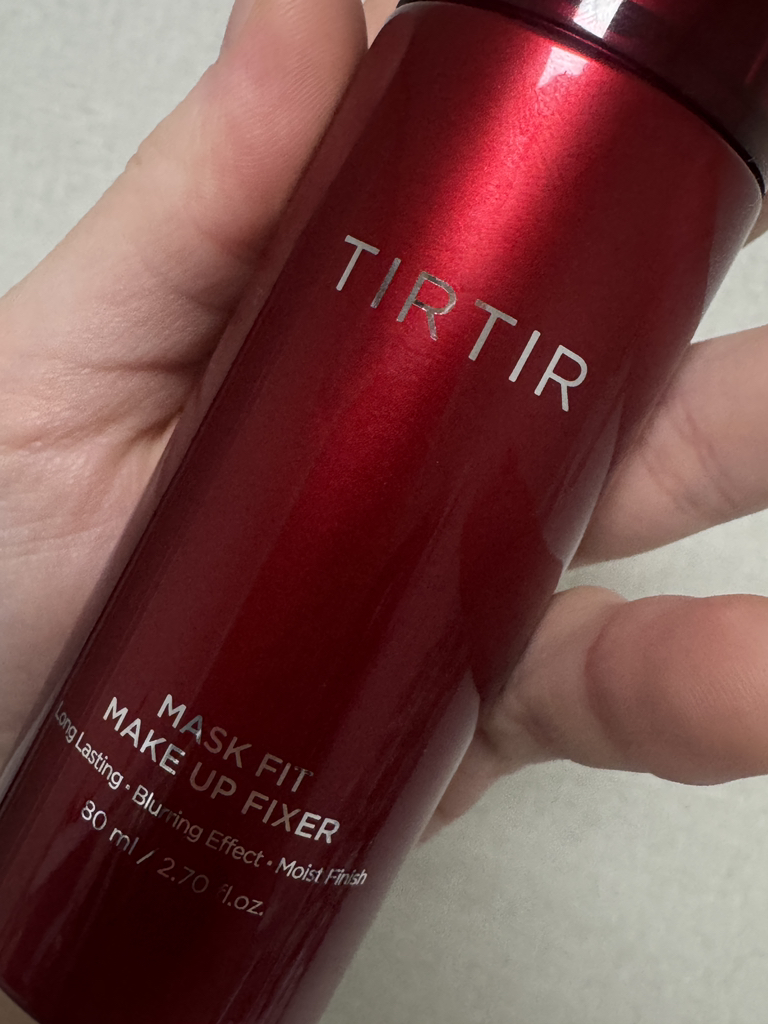 TIRTIR
MASK FIT
MAKE UP FIXER
Long Lasting • Blurring Effect • Moist Finish
80 ml / 2.70 fl.oz.